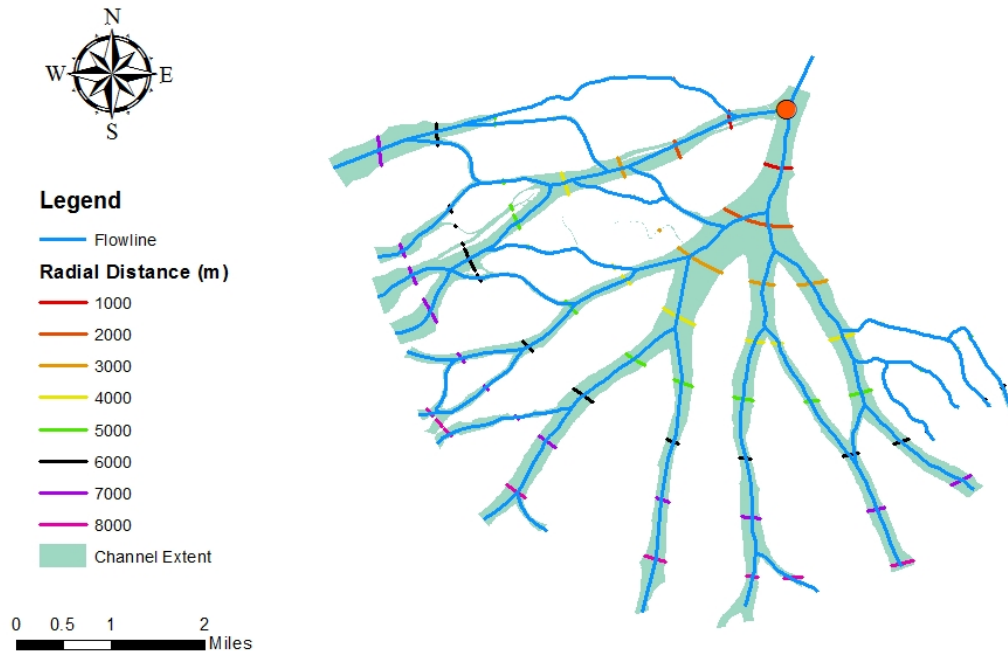 N
W E
S
Legend
Flowline
Radial Distance (m)
1000
2000
3000
4000
5000
6000
7000
8000
Channel Extent
0 0.5 1 2
Miles